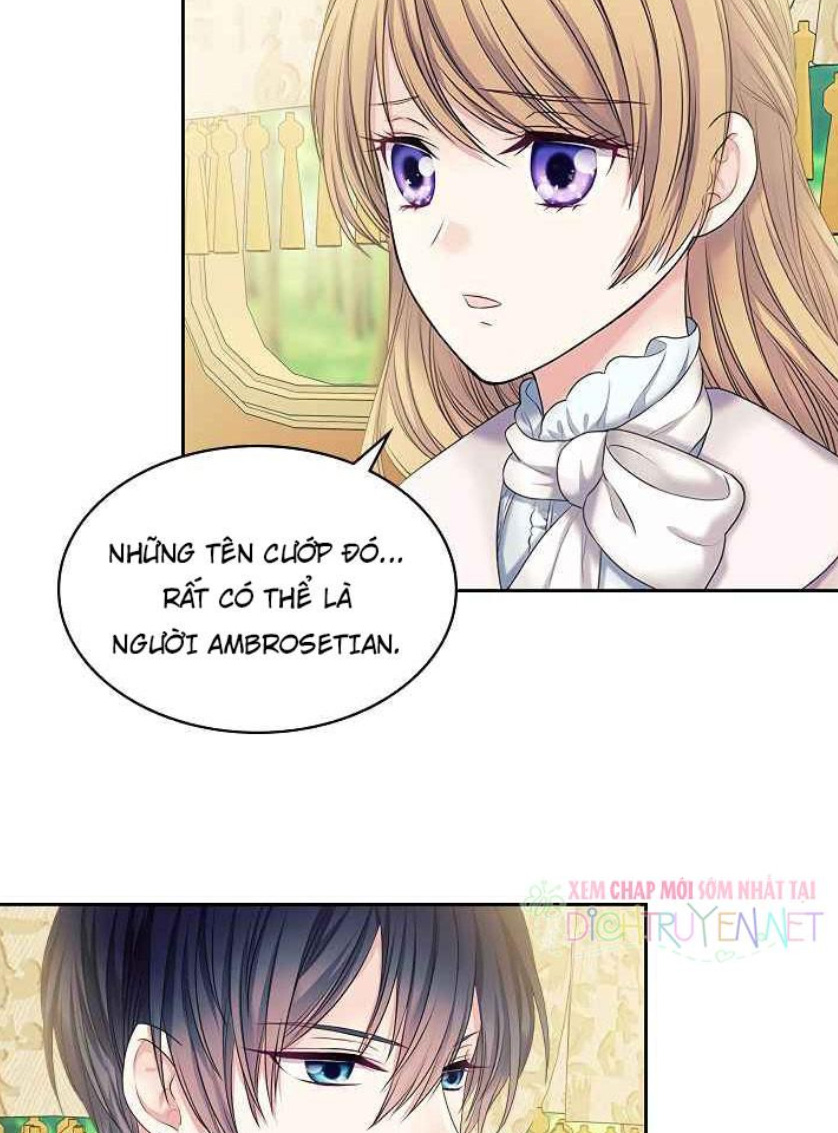 NHỮNG TÊN CƯỚP ĐÓ...
RẤT CÓ THỂ LÀ
NGƯỜI AMBROSETIAN.
XEM CHAP MỚI SỚM NHẤT TẠI
DICHTRUYEN.NET